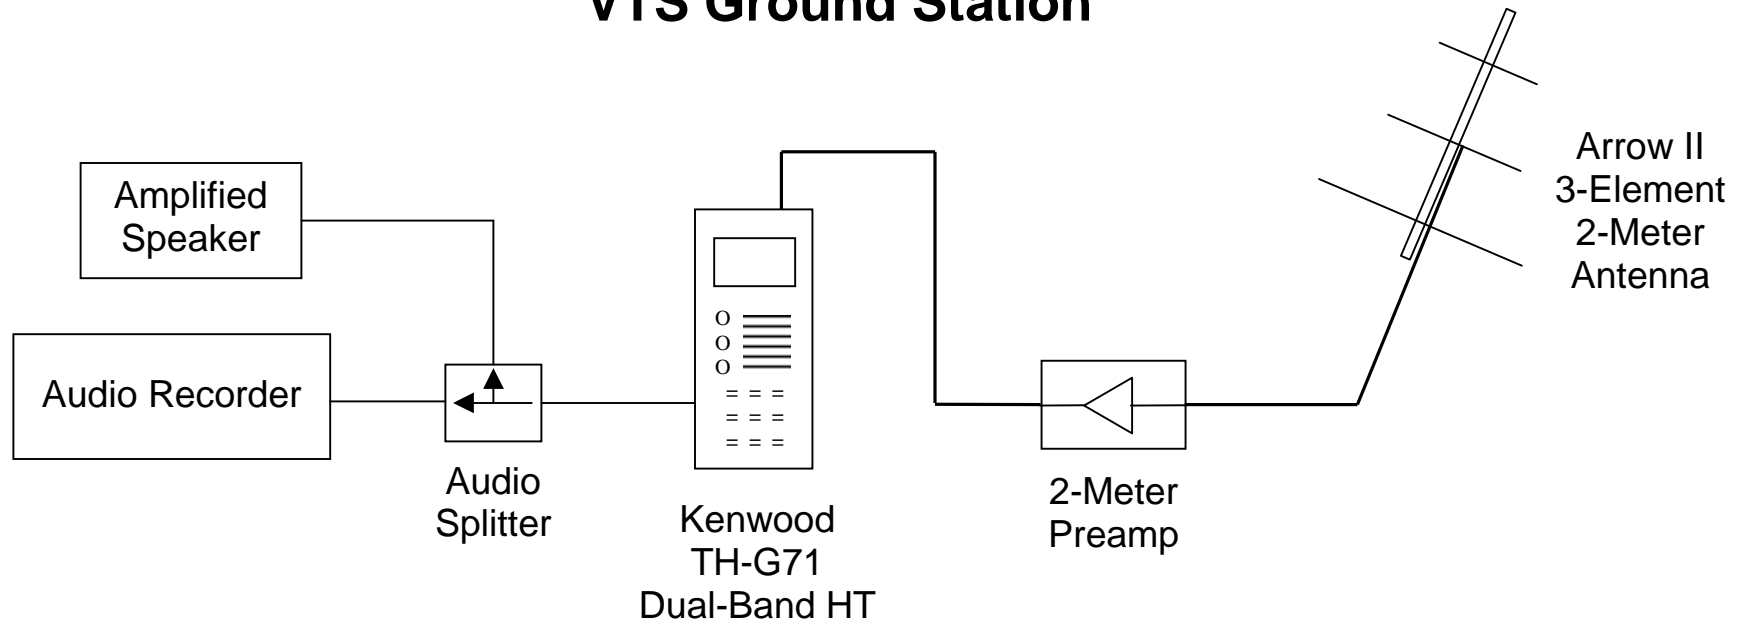 VTS Ground Station
Arrow II
3-Element
2-Meter
Antenna
Amplified
Speaker
Audio Recorder
Audio
Splitter
O
O
O
= = =
= = =
= = =
Kenwood
TH-G71
Dual-Band HT
2-Meter
Preamp